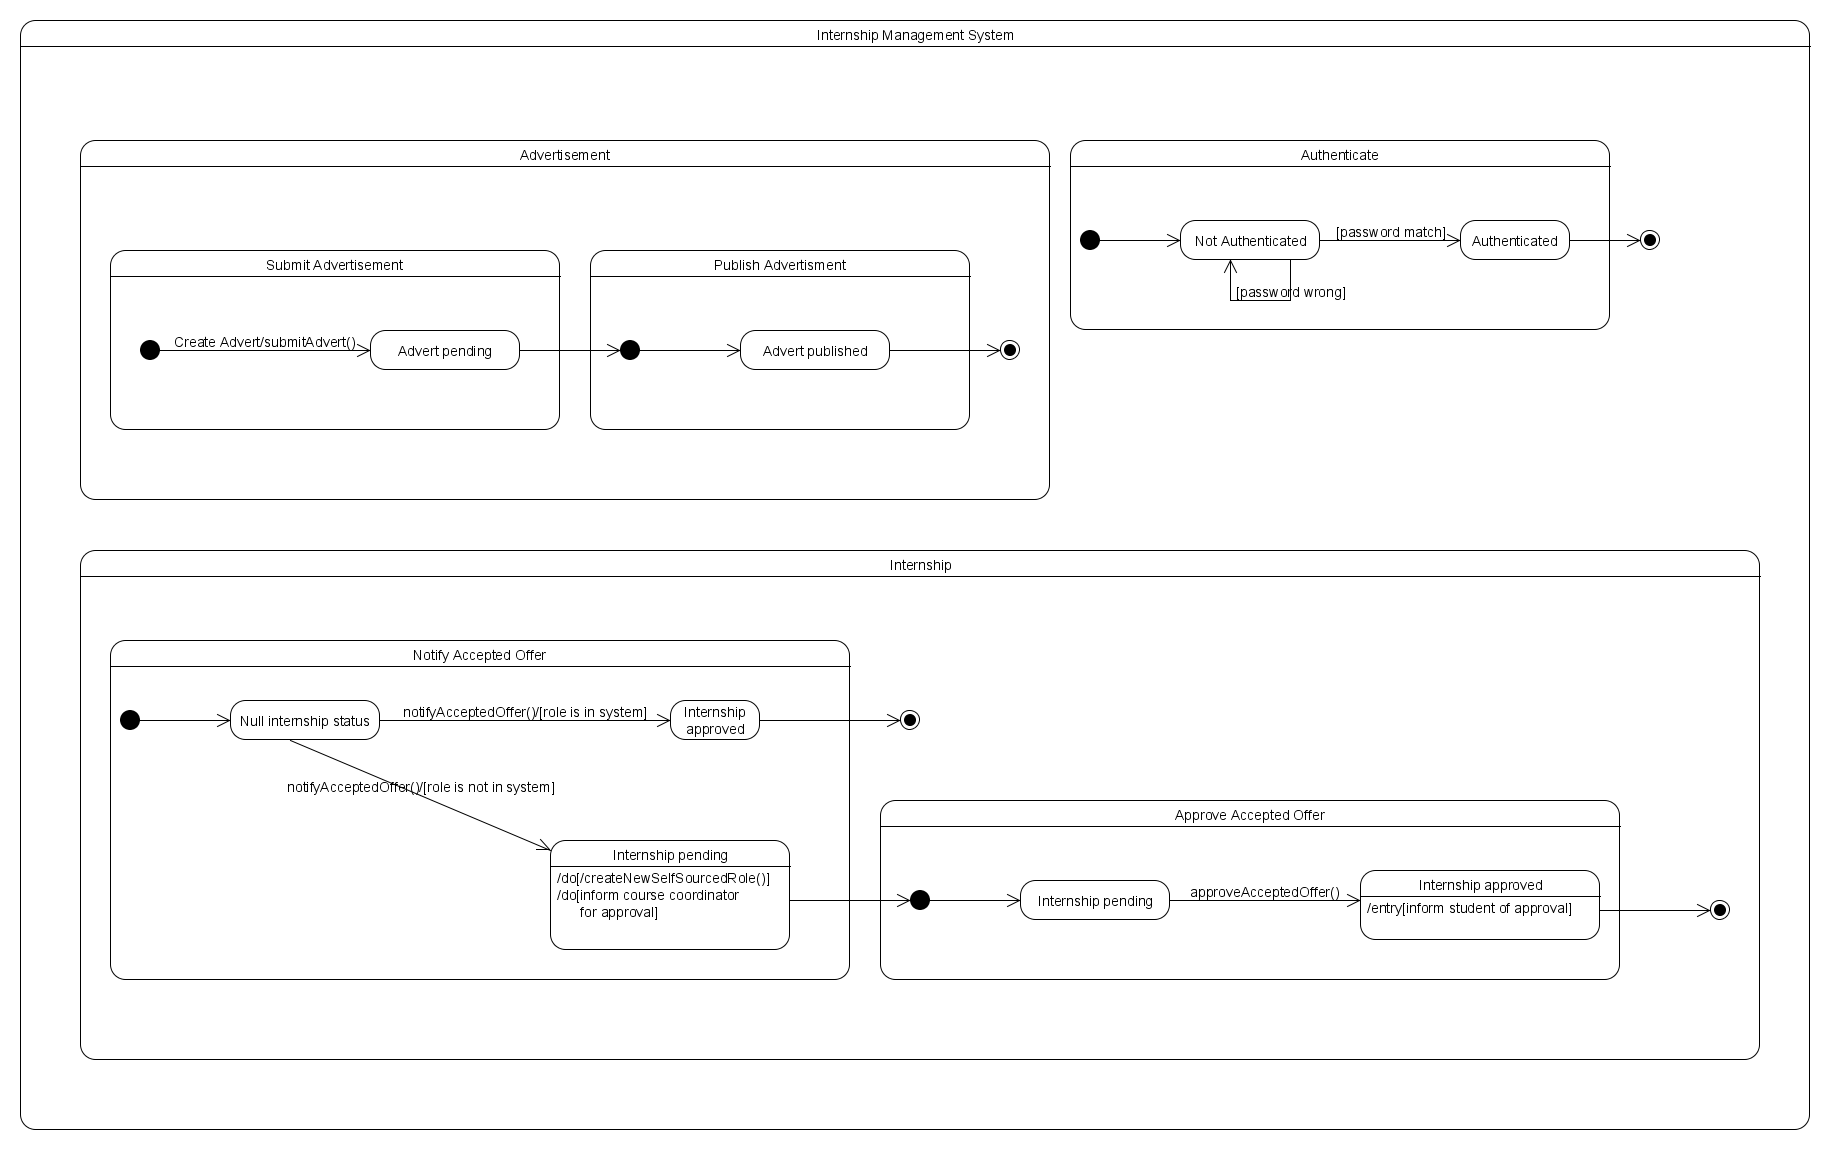 Internship Management System
Advertisement
Authenticate
Submit Advertisement
Publish Advertisment
Create Advert/submitAdvert()
Advert pending
Advert published
Not Authenticated
[password match]
Authenticated
[password wrong]
Internship
Notify Accepted Offer
Null internship status
notifyAcceptedOffer()/[role is in system]
Internship
approved
notifyAcceptedOffer()/[role is not in system]
Internship pending
/do[/createNewSelfSourcedRole()]
/do[inform course coordinator
for approval]
Approve Accepted Offer
Internship pending
approveAcceptedOffer()
Internship approved
/entry[inform student of approval]